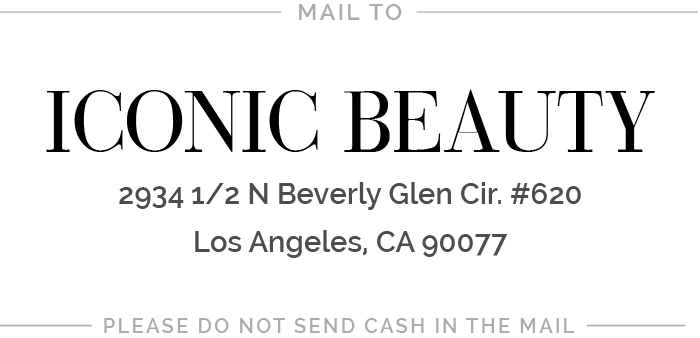 MAIL TO
ICONIC BEAUTY
2934 1/2 N Beverly Glen Cir. #620
Los Angeles, CA 90077
PLEASE DO NOT SEND CASH IN THE MAIL